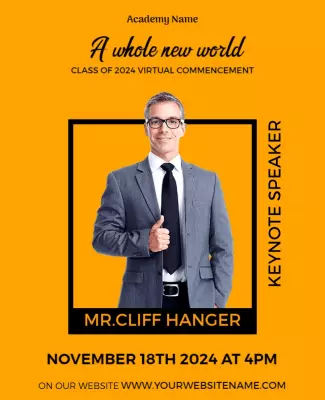 Academy Name
A whole new world
CLASS OF 2024 VIRTUAL COMMENCEMENT
KEYNOTE SPEAKER
MR.CLIFF HANGER
NOVEMBER 18TH 2024 AT 4PM
ON OUR WEBSITE WWW.YOURWEBSITENAME.COM